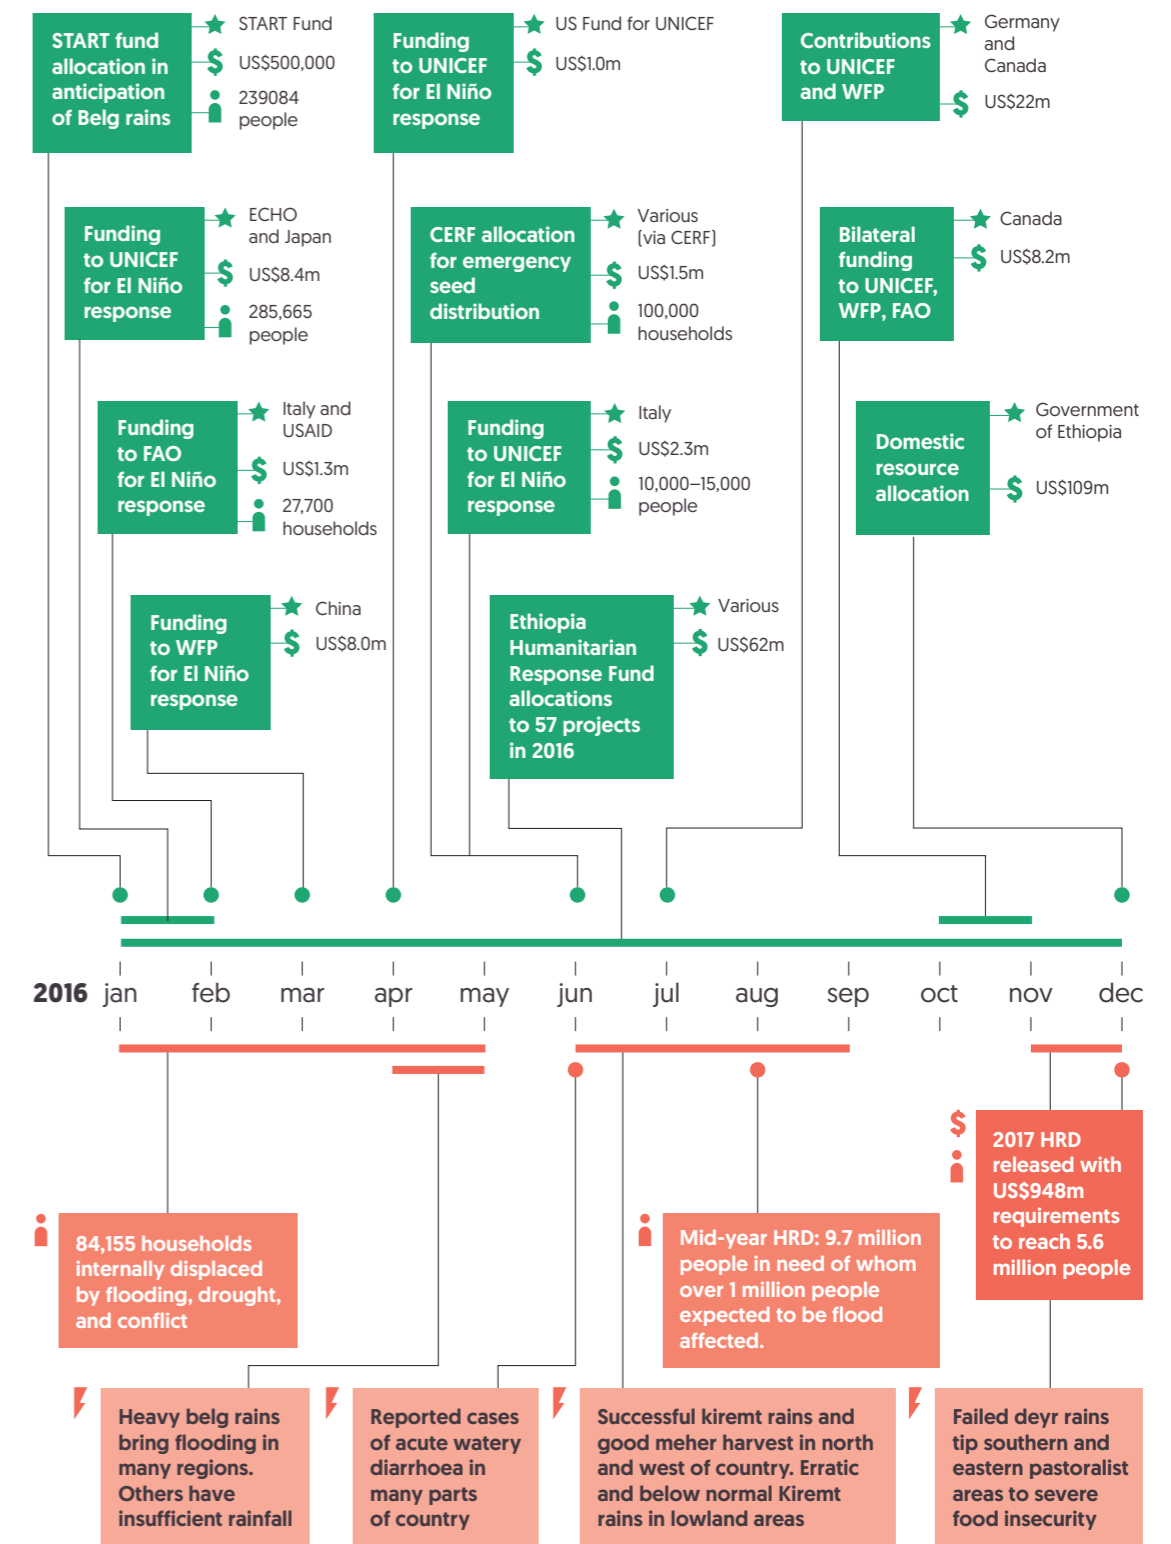 START fund
allocation in
anticipation
of Belg rains
START Fund
US$500,000
239084
people
Funding
to UNICEF
for El Niño
response
US Fund for UNICEF
US$1.0m
Contributions
to UNICEF
and WFP
Germany
and
Canada
US$22m
Funding
to UNICEF
for El Niño
response
ECHO
and Japan
US$8.4m
285,665
people
CERF allocation
for emergency
seed
distribution
Various
(via CERF)
US$1.5m
100,000
households
Bilateral
funding
to UNICEF,
WFP, FAO
Canada
US$8.2m
Funding
to FAO
for El Niño
response
Italy and
USAID
US$1.3m
27,700
households
Funding
to UNICEF
for El Niño
response
Italy
US$2.3m
10,000–15,000
people
Domestic
resource
allocation
Government
of Ethiopia
US$109m
Funding
to WFP
for El Niño
response
China
US$8.0m
Ethiopia
Humanitarian
Response Fund
allocations
to 57 projects
in 2016
Various
US$62m
2016 jan feb mar apr may jun jul aug sep oct nov dec
2017 HRD
released with
US$948m
requirements
to reach 5.6
million people
84,155 households
internally displaced
by flooding, drought,
and conflict
Mid-year HRD: 9.7 million
people in need of whom
over 1 million people
expected to be flood
affected.
Heavy belg rains
bring flooding in
many regions.
Others have
insufficient rainfall
Reported cases
of acute watery
diarrhoea in
many parts
of country
Successful kiremt rains and
good meher harvest in north
and west of country. Erratic
and below normal Kiremt
rains in lowland areas
Failed deyr rains
tip southern and
eastern pastoralist
areas to severe
food insecurity